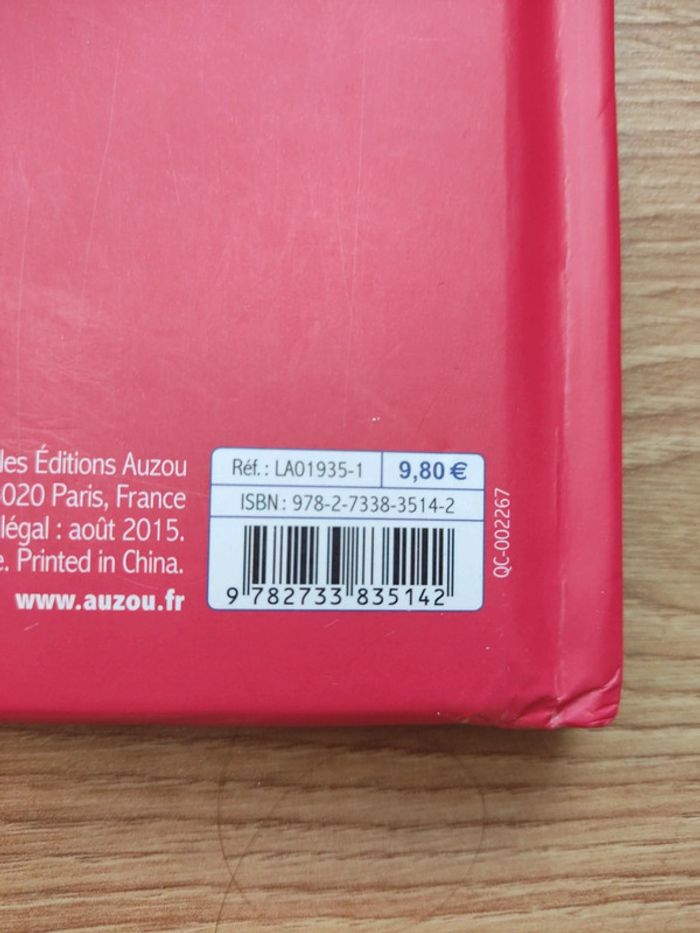 les Éditions Auzou
020 Paris, France
légal : août 2015.
Printed in China.
www.auzou.fr
Réf. : LA01935-1
9,80 €
ISBN : 978-2-7338-3514-2
9 782733 835142
QC-002267